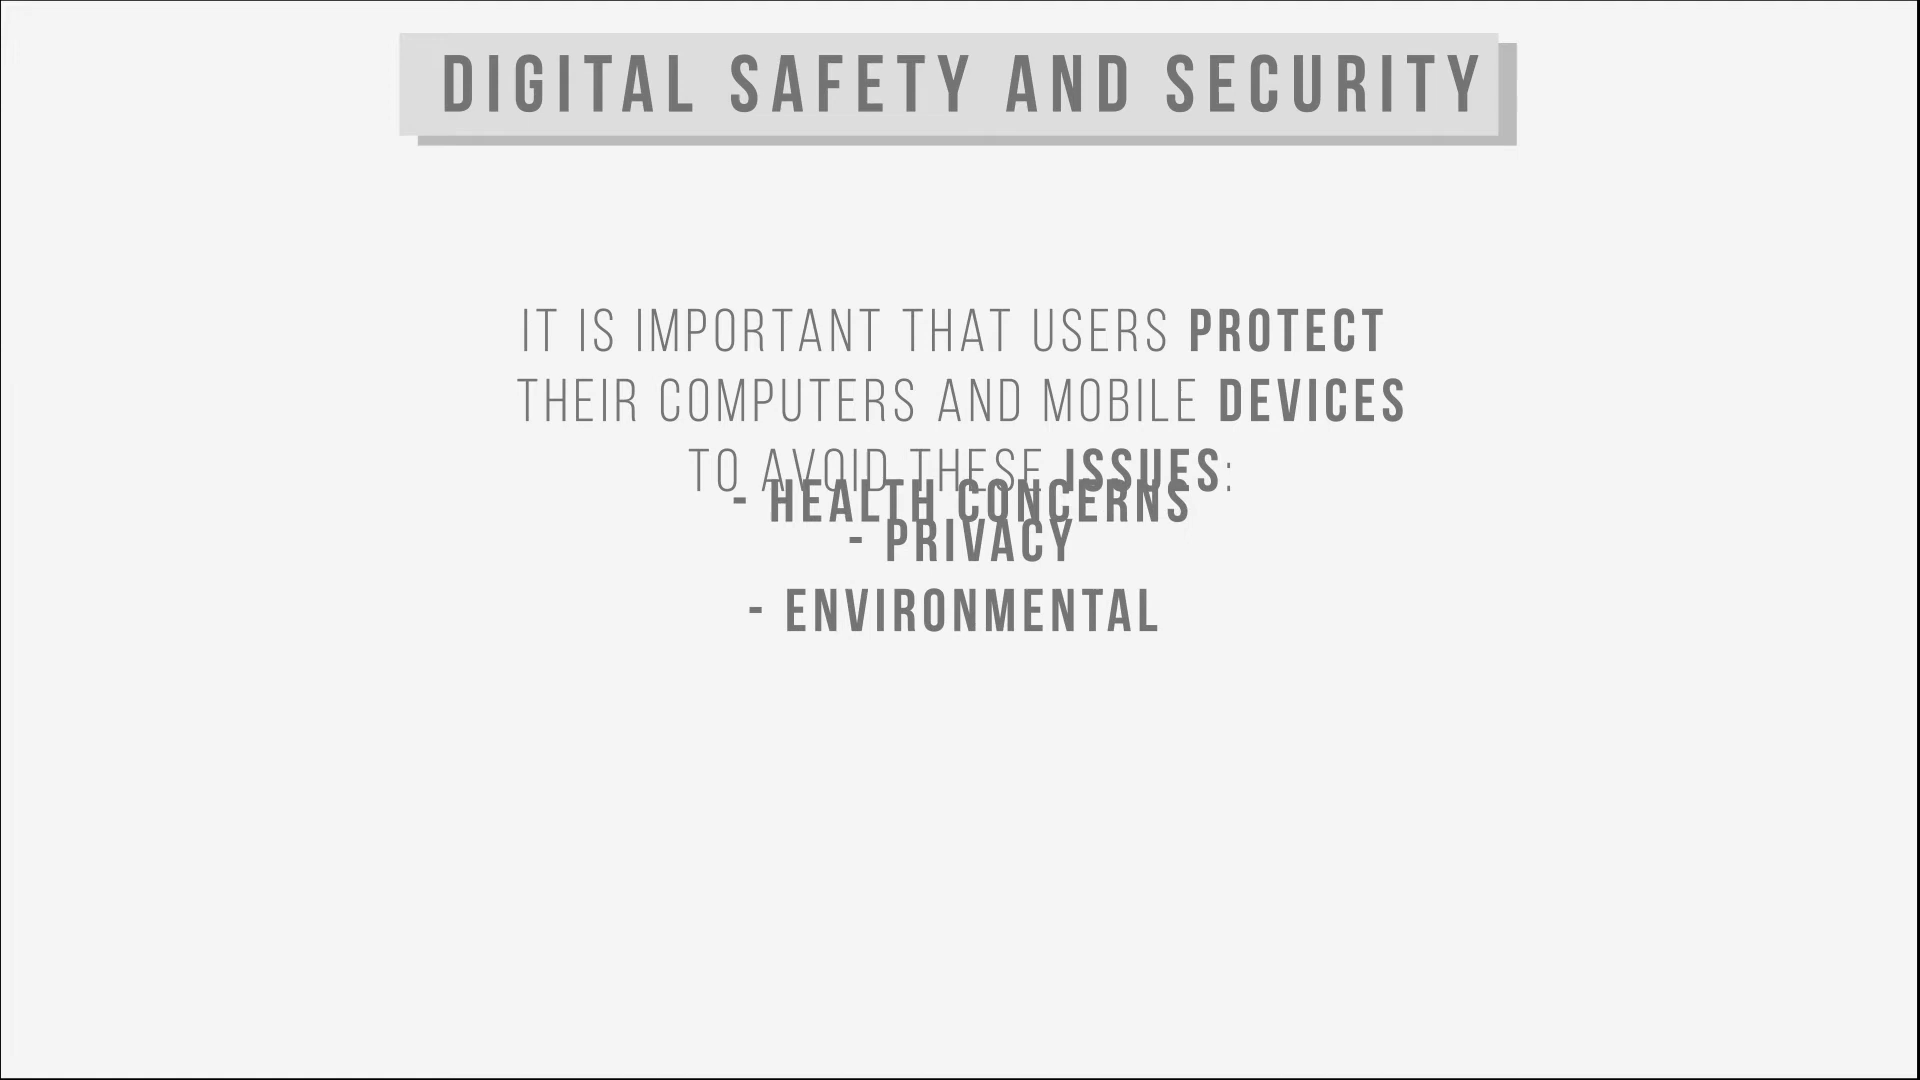 DIGITAL SAFETY AND SECURITY
IT IS IMPORTANT THAT USERS PROTECT
THEIR COMPUTERS AND MOBILE DEVICES
TO AVOID THESE ISSUES:
- HEALTH CONCERNS
- PRIVACY
- ENVIRONMENTAL